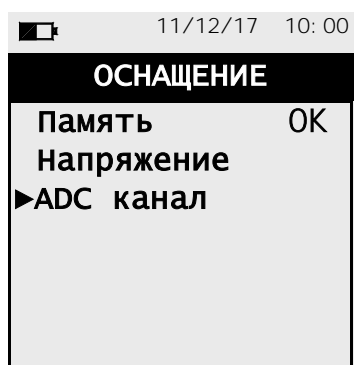 11/12/17 10:00
ОСНАЩЕНИЕ
Память OK
Напряжение
►ADC канал